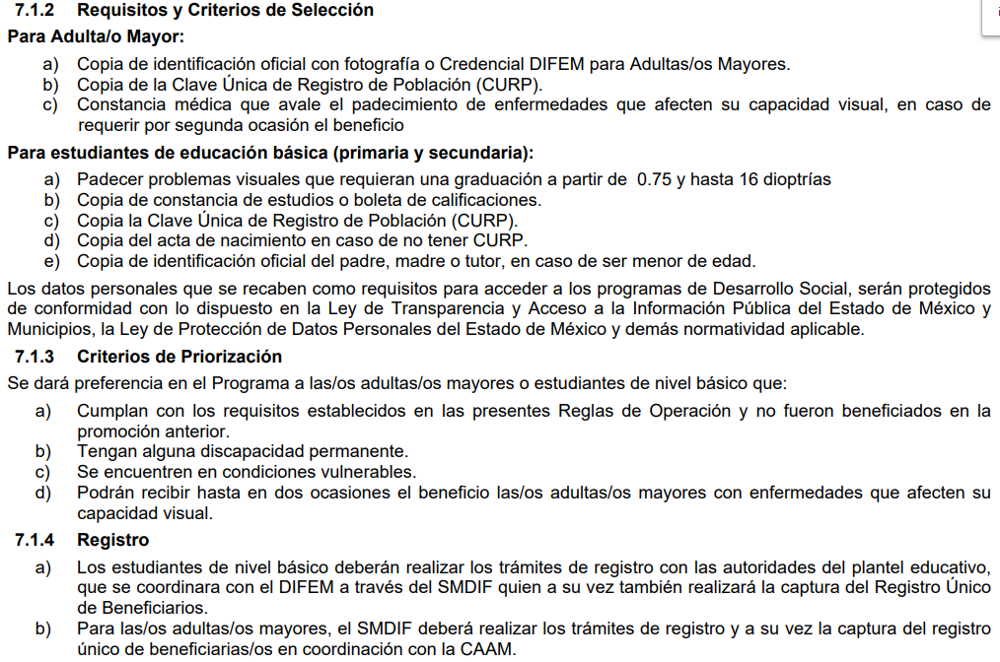 7.1.2 Requisitos y Criterios de Selección
Para Adulta/o Mayor:
a) Copia de identificación oficial con fotografía o Credencial DIFEM para Adultas/os Mayores.
b) Copia de la Clave Única de Registro de Población (CURP).
c) Constancia médica que avale el padecimiento de enfermedades que afecten su capacidad visual, en caso de
requerir por segunda ocasión el beneficio
Para estudiantes de educación básica (primaria y secundaria):
a) Padecer problemas visuales que requieran una graduación a partir de 0.75 y hasta 16 dioptrías
b) Copia de constancia de estudios o boleta de calificaciones.
c) Copia la Clave Única de Registro de Población (CURP).
d) Copia del acta de nacimiento en caso de no tener CURP.
e) Copia de identificación oficial del padre, madre o tutor, en caso de ser menor de edad.
Los datos personales que se recaben como requisitos para acceder a los programas de Desarrollo Social, serán protegidos
de conformidad con lo dispuesto en la Ley de Transparencia y Acceso a la Información Pública del Estado de México y
Municipios, la Ley de Protección de Datos Personales del Estado de México y demás normatividad aplicable.
7.1.3 Criterios de Priorización
Se dará preferencia en el Programa a las/os adultas/os mayores o estudiantes de nivel básico que:
a) Cumplan con los requisitos establecidos en las presentes Reglas de Operación y no fueron beneficiados en la
promoción anterior.
b) Tengan alguna discapacidad permanente.
c) Se encuentren en condiciones vulnerables.
d) Podrán recibir hasta en dos ocasiones el beneficio las/os adultas/os mayores con enfermedades que afecten su
capacidad visual.
7.1.4 Registro
a) Los estudiantes de nivel básico deberán realizar los trámites de registro con las autoridades del plantel educativo,
que se coordinara con el DIFEM a través del SMDIF quien a su vez también realizará la captura del Registro Único
de Beneficiarios.
b) Para las/os adultas/os mayores, el SMDIF deberá realizar los trámites de registro y a su vez la captura del registro
único de beneficiarias/os en coordinación con la CAAM.